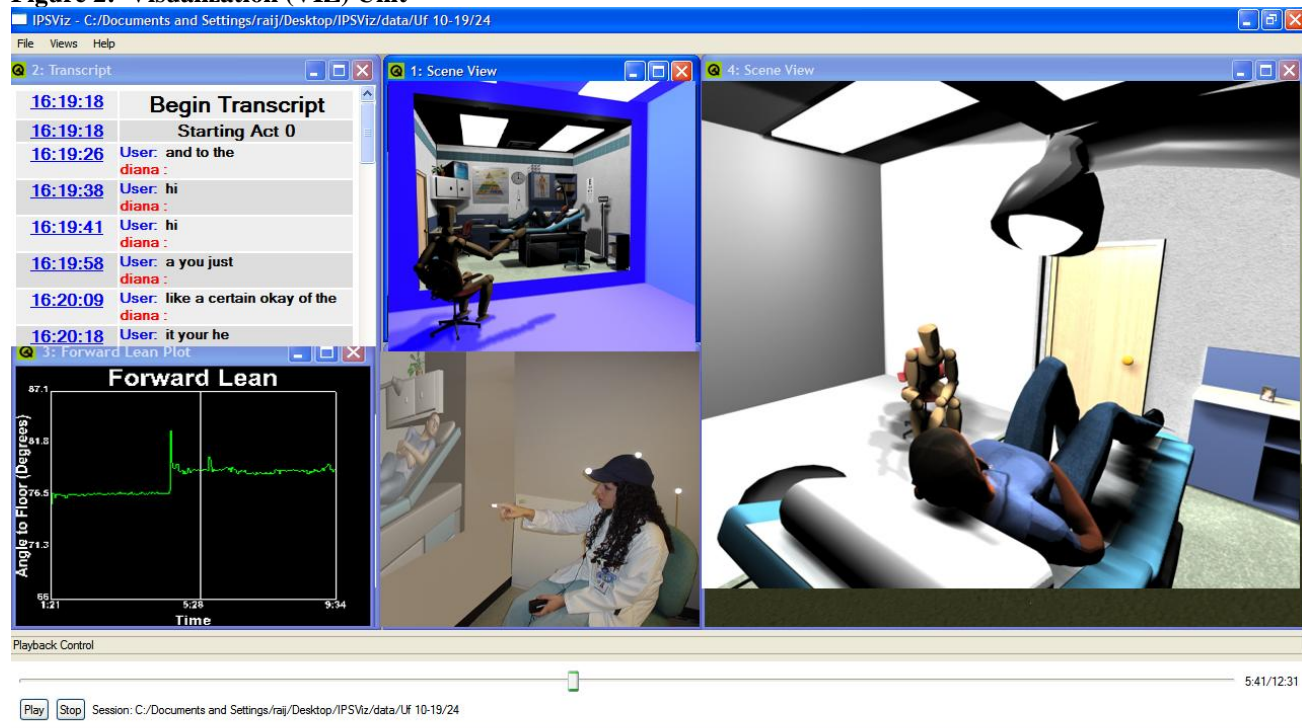 Figure 2: Visualization (VIZ) Unit
IPSViz - C:/Documents and Settings/raij/Desktop/IPSViz/data/Uf 10-19/24
File Views Help
2: Transcript
16:19:18 Begin Transcript
16:19:18 Starting Act 0
16:19:26 User: and to the
diana :
16:19:38 User: hi
diana :
16:19:41 User: hi
diana :
16:19:58 User: a you just
diana :
16:20:09 User: like a certain okay of the
diana :
16:20:18 User: it your he
3: Forward Lean Plot
Forward Lean
Angle to Floor (Degrees)
87.1
81.8
76.5
71.3
66
1:21 5:28 9:34
Time
1: Scene View
4: Scene View
Playback Control
5:41/12:31
Play Stop Session: C:/Documents and Settings/raij/Desktop/IPSViz/data/Uf 10-19/24